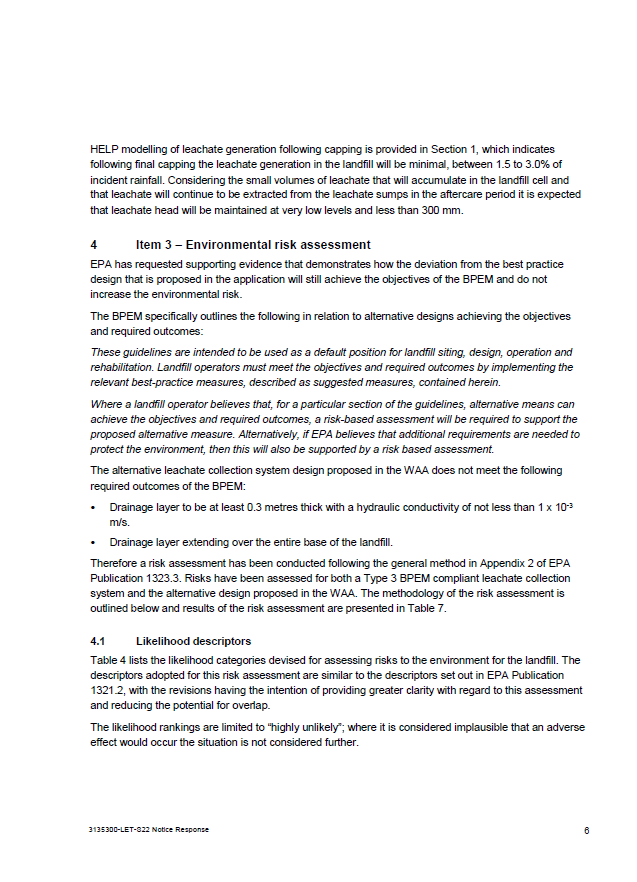 HELP modelling of leachate generation following capping is provided in Section 1, which indicates
following final capping the leachate generation in the landfill will be minimal, between 1.5 to 3.0% of
incident rainfall. Considering the small volumes of leachate that will accumulate in the landfill cell and
that leachate will continue to be extracted from the leachate sumps in the aftercare period it is expected
that leachate head will be maintained at very low levels and less than 300 mm.
4 Item 3 – Environmental risk assessment
EPA has requested supporting evidence that demonstrates how the deviation from the best practice
design that is proposed in the application will still achieve the objectives of the BPEM and do not
increase the environmental risk.
The BPEM specifically outlines the following in relation to alternative designs achieving the objectives
and required outcomes:
These guidelines are intended to be used as a default position for landfill siting, design, operation and
rehabilitation. Landfill operators must meet the objectives and required outcomes by implementing the
relevant best-practice measures, described as suggested measures, contained herein.
Where a landfill operator believes that, for a particular section of the guidelines, alternative means can
achieve the objectives and required outcomes, a risk-based assessment will be required to support the
proposed alternative measure. Alternatively, if EPA believes that additional requirements are needed to
protect the environment, then this will also be supported by a risk based assessment.
The alternative leachate collection system design proposed in the WAA does not meet the following
required outcomes of the BPEM:
• Drainage layer to be at least 0.3 metres thick with a hydraulic conductivity of not less than 1 x 10⁻³
m/s.
• Drainage layer extending over the entire base of the landfill.
Therefore a risk assessment has been conducted following the general method in Appendix 2 of EPA
Publication 1323.3. Risks have been assessed for both a Type 3 BPEM compliant leachate collection
system and the alternative design proposed in the WAA. The methodology of the risk assessment is
outlined below and results of the risk assessment are presented in Table 7.
4.1 Likelihood descriptors
Table 4 lists the likelihood categories devised for assessing risks to the environment for the landfill. The
descriptors adopted for this risk assessment are similar to the descriptors set out in EPA Publication
1321.2, with the revisions having the intention of providing greater clarity with regard to this assessment
and reducing the potential for overlap.
The likelihood rankings are limited to “highly unlikely”; where it is considered implausible that an adverse
effect would occur the situation is not considered further.
3135300-LET-S22 Notice Response 6